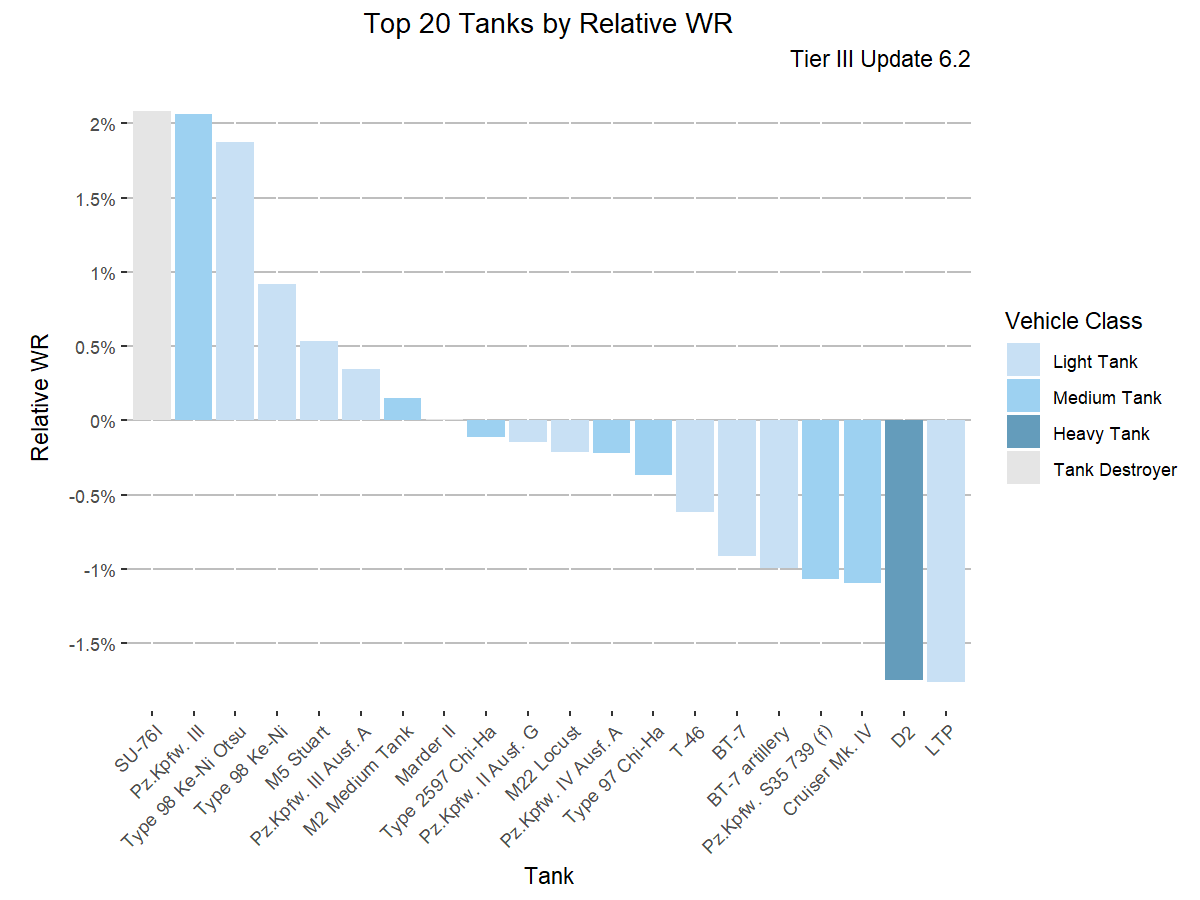 Top 20 Tanks by Relative WR
Tier III Update 6.2
Relative WR
2%
1.5%
1%
0.5%
0%
-0.5%
-1%
-1.5%
SU-76I
Pz.Kpfw. III
Type 98 Ke-Ni Otsu
Type 98 Ke-Ni
M5 Stuart
Pz.Kpfw. III Ausf. A
M2 Medium Tank
Marder II
Type 2597 Chi-Ha
Pz.Kpfw. II Ausf. G
M22 Locust
Pz.Kpfw. IV Ausf. A
Type 97 Chi-Ha
T-46
BT-7
BT-7 artillery
Pz.Kpfw. S35 739 (f)
Cruiser Mk. IV
D2
LTP
Tank
Vehicle Class
Light Tank
Medium Tank
Heavy Tank
Tank Destroyer